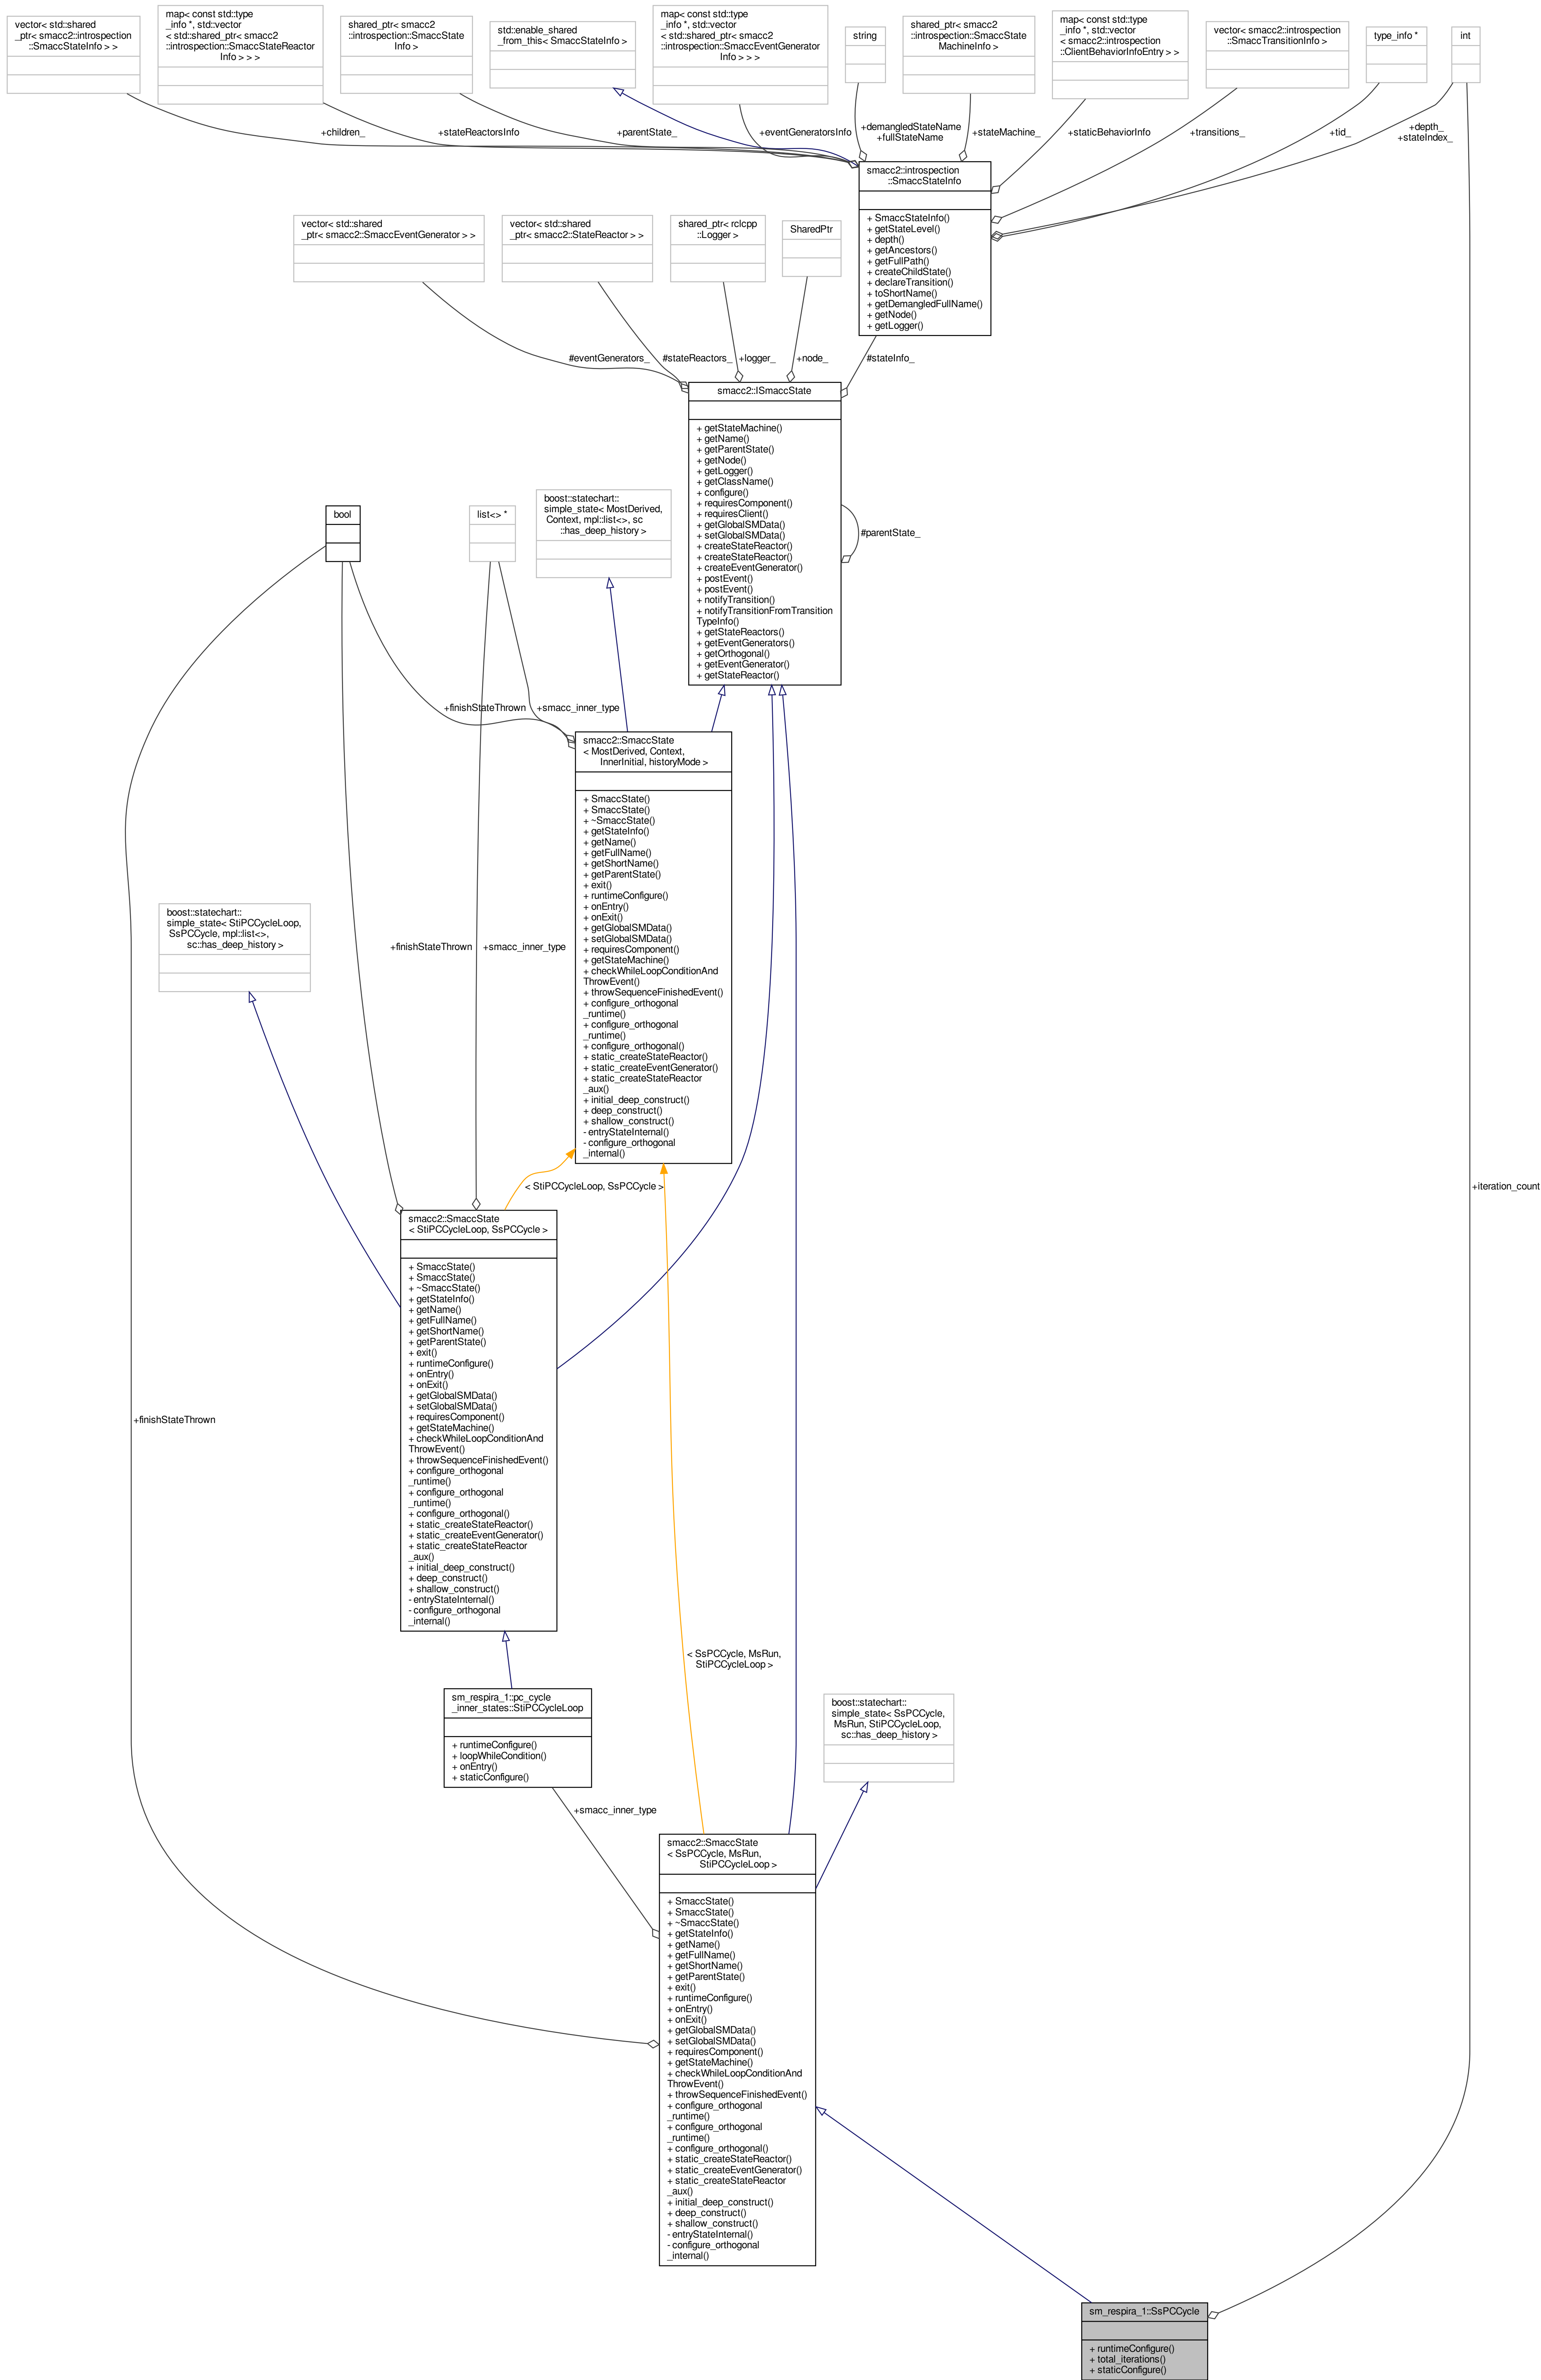 vector< std::shared
_ptr< smacc2::introspection
::SmaccStateInfo > >
map< const std::type
_info *, std::vector
< std::shared_ptr< smacc2
::introspection::SmaccStateReactor
Info > > >
shared_ptr< smacc2
::introspection::SmaccState
Info >
std::enable_shared
_from_this< SmaccStateInfo >
map< const std::type
_info *, std::vector
< std::shared_ptr< smacc2
::introspection::SmaccEventGenerator
Info > > >
string
shared_ptr< smacc2
::introspection::SmaccState
MachineInfo >
map< const std::type
_info *, std::vector
< smacc2::introspection
::ClientBehaviorInfoEntry > >
vector< smacc2::introspection
::SmaccTransitionInfo >
type_info *
int
+children_
+stateReactorsInfo
+parentState_
+eventGeneratorsInfo
+demangledStateName
+fullStateName
+stateMachine_
+staticBehaviorInfo
+transitions_
+tid_
+depth_
+stateIndex_
smacc2::introspection
::SmaccStateInfo
+ SmaccStateInfo()
+ getStateLevel()
+ depth()
+ getAncestors()
+ getFullPath()
+ createChildState()
+ declareTransition()
+ toShortName()
+ getDemangledFullName()
+ getNode()
+ getLogger()
vector< std::shared
_ptr< smacc2::SmaccEventGenerator > >
vector< std::shared
_ptr< smacc2::StateReactor > >
shared_ptr< rclcpp
::Logger >
SharedPtr
#eventGenerators_
#stateReactors_
+logger_
+node_
#stateInfo_
smacc2::ISmaccState
+ getStateMachine()
+ getName()
+ getParentState()
+ getNode()
+ getLogger()
+ getClassName()
+ configure()
+ requiresComponent()
+ requiresClient()
+ getGlobalSMData()
+ setGlobalSMData()
+ createStateReactor()
+ createStateReactor()
+ createEventGenerator()
+ postEvent()
+ postEvent()
+ notifyTransition()
+ notifyTransitionFromTransition
TypeInfo()
+ getStateReactors()
+ getEventGenerators()
+ getOrthogonal()
+ getEventGenerator()
+ getStateReactor()
#parentState_
bool
list<> *
boost::statechart::
simple_state< MostDerived,
Context, mpl::list<>, sc
::has_deep_history >
+finishStateThrown
+smacc_inner_type
smacc2::SmaccState
< MostDerived, Context,
InnerInitial, historyMode >
+ SmaccState()
+ SmaccState()
+ ~SmaccState()
+ getStateInfo()
+ getName()
+ getFullName()
+ getShortName()
+ getParentState()
+ exit()
+ runtimeConfigure()
+ onEntry()
+ onExit()
+ getGlobalSMData()
+ setGlobalSMData()
+ requiresComponent()
+ getStateMachine()
+ checkWhileLoopConditionAnd
ThrowEvent()
+ throwSequenceFinishedEvent()
+ configure_orthogonal
_runtime()
+ configure_orthogonal
_runtime()
+ configure_orthogonal()
+ static_createStateReactor()
+ static_createEventGenerator()
+ static_createStateReactor
_aux()
+ initial_deep_construct()
+ deep_construct()
+ shallow_construct()
- entryStateInternal()
- configure_orthogonal
_internal()
boost::statechart::
simple_state< StiPCCycleLoop,
SsPCCycle, mpl::list<>,
sc::has_deep_history >
+finishStateThrown
+smacc_inner_type
< StiPCCycleLoop, SsPCCycle >
+iteration_count
smacc2::SmaccState
< StiPCCycleLoop, SsPCCycle >
+ SmaccState()
+ SmaccState()
+ ~SmaccState()
+ getStateInfo()
+ getName()
+ getFullName()
+ getShortName()
+ getParentState()
+ exit()
+ runtimeConfigure()
+ onEntry()
+ onExit()
+ getGlobalSMData()
+ setGlobalSMData()
+ requiresComponent()
+ getStateMachine()
+ checkWhileLoopConditionAnd
ThrowEvent()
+ throwSequenceFinishedEvent()
+ configure_orthogonal
_runtime()
+ configure_orthogonal
_runtime()
+ configure_orthogonal()
+ static_createStateReactor()
+ static_createEventGenerator()
+ static_createStateReactor
_aux()
+ initial_deep_construct()
+ deep_construct()
+ shallow_construct()
- entryStateInternal()
- configure_orthogonal
_internal()
+finishStateThrown
< SsPCCycle, MsRun,
StiPCCycleLoop >
sm_respira_1::pc_cycle
_inner_states::StiPCCycleLoop
+ runtimeConfigure()
+ loopWhileCondition()
+ onEntry()
+ staticConfigure()
boost::statechart::
simple_state< SsPCCycle,
MsRun, StiPCCycleLoop,
sc::has_deep_history >
+smacc_inner_type
smacc2::SmaccState
< SsPCCycle, MsRun,
StiPCCycleLoop >
+ SmaccState()
+ SmaccState()
+ ~SmaccState()
+ getStateInfo()
+ getName()
+ getFullName()
+ getShortName()
+ getParentState()
+ exit()
+ runtimeConfigure()
+ onEntry()
+ onExit()
+ getGlobalSMData()
+ setGlobalSMData()
+ requiresComponent()
+ getStateMachine()
+ checkWhileLoopConditionAnd
ThrowEvent()
+ throwSequenceFinishedEvent()
+ configure_orthogonal
_runtime()
+ configure_orthogonal
_runtime()
+ configure_orthogonal()
+ static_createStateReactor()
+ static_createEventGenerator()
+ static_createStateReactor
_aux()
+ initial_deep_construct()
+ deep_construct()
+ shallow_construct()
- entryStateInternal()
- configure_orthogonal
_internal()
sm_respira_1::SsPCCycle
+ runtimeConfigure()
+ total_iterations()
+ staticConfigure()